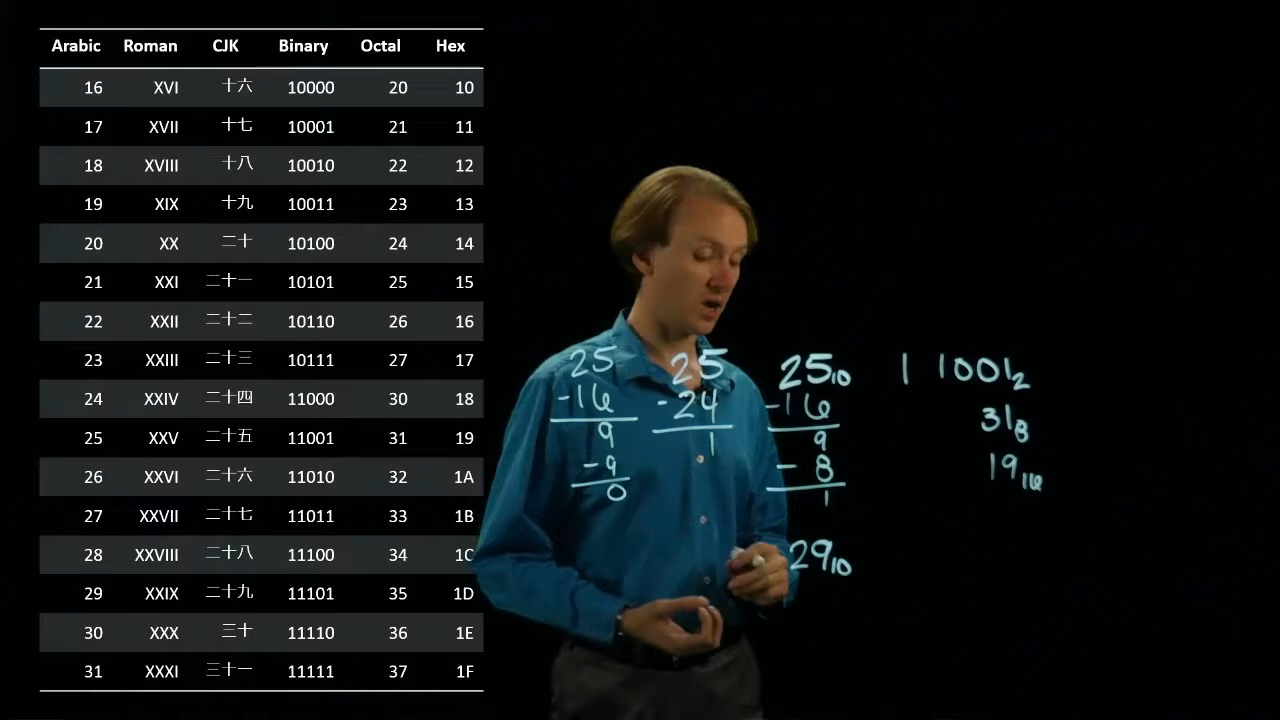 Arabic Roman CJK Binary Octal Hex
16 XVI 十六 10000 20 10
17 XVII 十七 10001 21 11
18 XVIII 十八 10010 22 12
19 XIX 十九 10011 23 13
20 XX 二十 10100 24 14
21 XXI 二十一 10101 25 15
22 XXII 二十二 10110 26 16
23 XXIII 二十三 10111 27 17
24 XXIV 二十四 11000 30 18
25 XXV 二十五 11001 31 19
26 XXVI 二十六 11010 32 1A
27 XXVII 二十七 11011 33 1B
28 XXVIII 二十八 11100 34 1C
29 XXIX 二十九 11101 35 1D
30 XXX 三十 11110 36 1E
31 XXXI 三十一 11111 37 1F
25
-16
9
-9
0
25
-24
1
25₁₀
-16
9
-8
1
29₁₀
1 1001₂
31₈
19₁₆